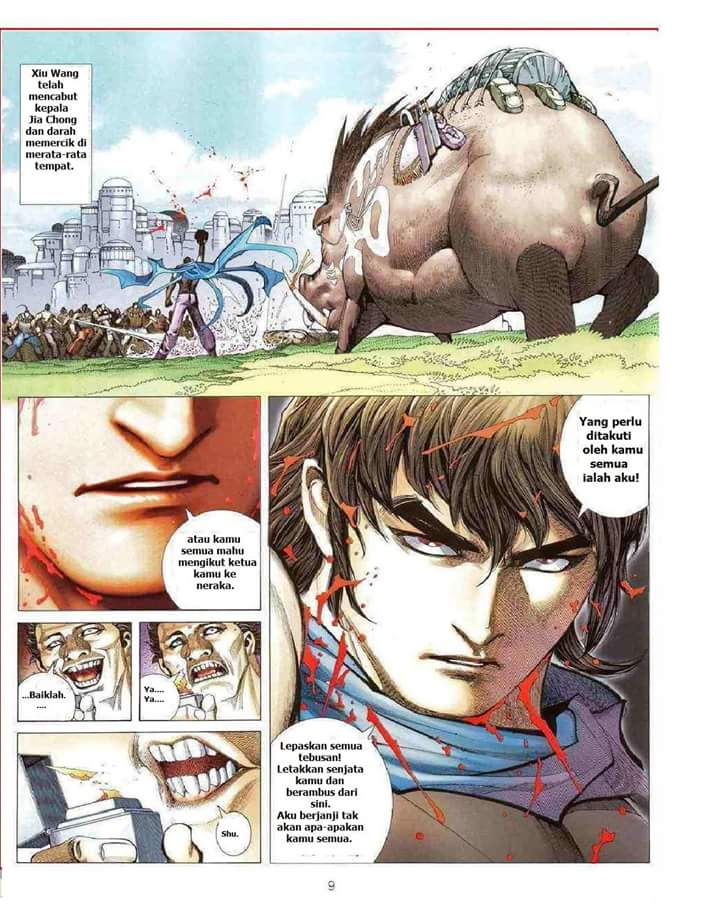 Xiu Wang
telah
mencabut
kepala
Jia Chong
dan darah
memercik di
merata-rata
tempat.
Yang perlu
ditakuti
oleh kamu
semua
ialah aku!
atau kamu
semua mahu
mengikut ketua
kamu ke
neraka.
...Baiklah.
....
Ya....
Ya....
Lepaskan semua
tebusan!
Letakkan senjata
kamu dan
berambus dari
sini.
Aku berjanji tak
akan apa-apakan
kamu semua.
Shu.
9